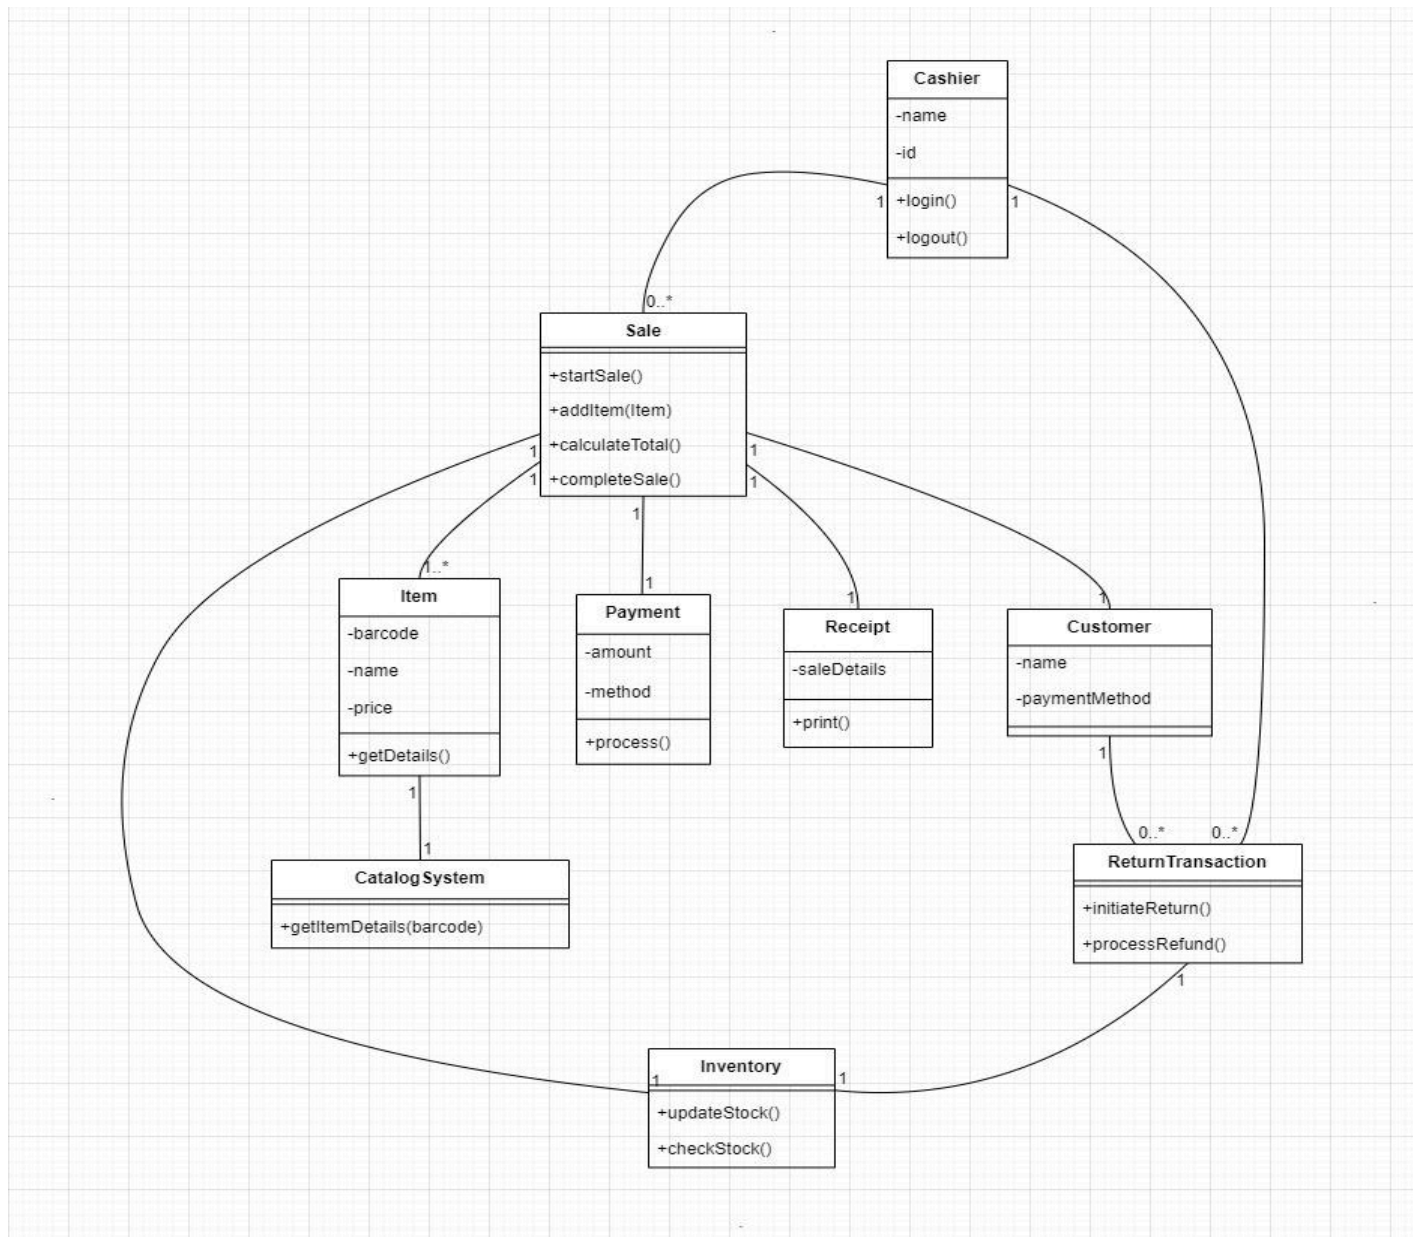 Cashier
-name
-id
+login()
+logout()
1
1
0..*
Sale
+startSale()
+addItem(Item)
+calculateTotal()
+completeSale()
1
1
1
1
1
1..*
Item
-barcode
-name
-price
+getDetails()
1
1
Payment
-amount
-method
+process()
1
Receipt
-saleDetails
+print()
1
Customer
-name
-paymentMethod
1
1
CatalogSystem
+getItemDetails(barcode)
0..*
0..*
ReturnTransaction
+initiateReturn()
+processRefund()
1
1
1
Inventory
+updateStock()
+checkStock()